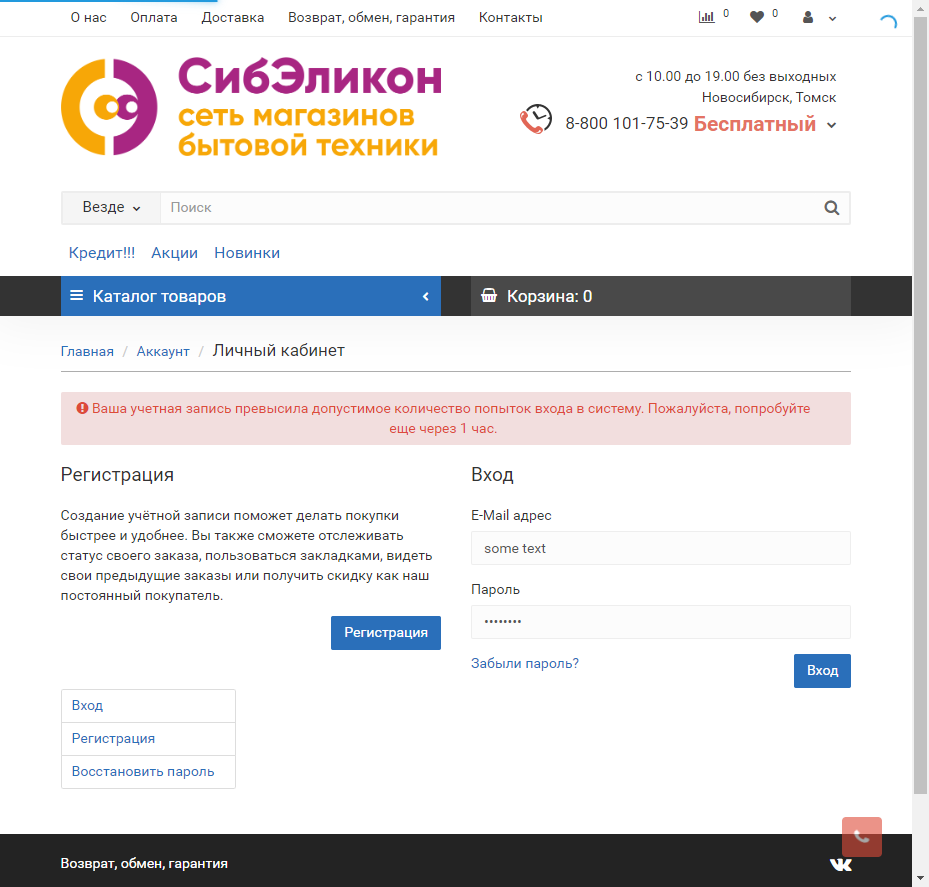 О нас Оплата Доставка Возврат, обмен, гарантия Контакты 0 0
СибЭликон
сеть магазинов
бытовой техники
с 10.00 до 19.00 без выходных
Новосибирск, Томск
8-800 101-75-39 Бесплатный
Везде Поиск
Кредит!!! Акции Новинки
Каталог товаров
Корзина: 0
Главная / Аккаунт / Личный кабинет
Ваша учетная запись превысила допустимое количество попыток входа в систему. Пожалуйста, попробуйте
еще через 1 час.
Регистрация
Создание учётной записи поможет делать покупки
быстрее и удобнее. Вы также сможете отслеживать
статус своего заказа, пользоваться закладками, видеть
свои предыдущие заказы или получить скидку как наш
постоянный покупатель.
Регистрация
Вход
E-Mail адрес
some text
Пароль
••••••••
Забыли пароль?
Вход
Вход
Регистрация
Восстановить пароль
Возврат, обмен, гарантия